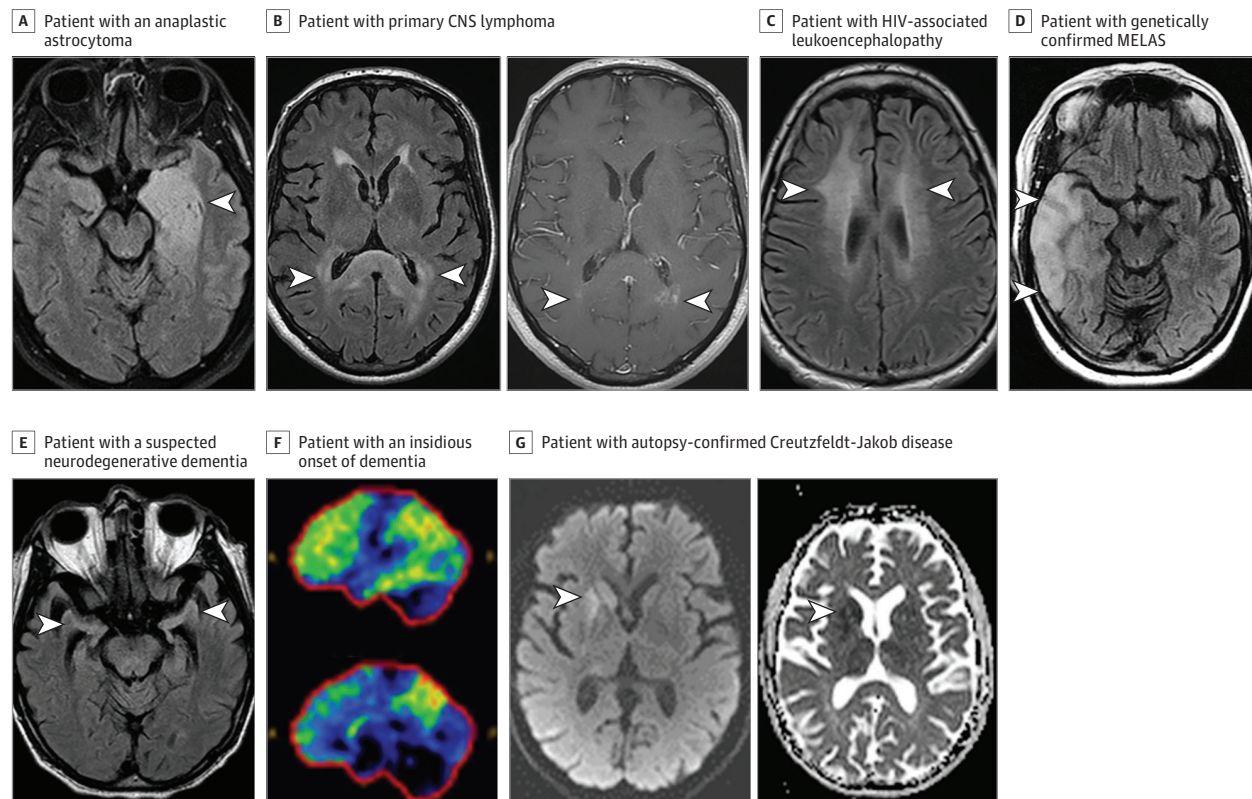 A Patient with an anaplastic
astrocytoma
B Patient with primary CNS lymphoma
C Patient with HIV-associated
leukoencephalopathy
D Patient with genetically
confirmed MELAS
E Patient with a suspected
neurodegenerative dementia
F Patient with an insidious
onset of dementia
G Patient with autopsy-confirmed Creutzfeldt-Jakob disease